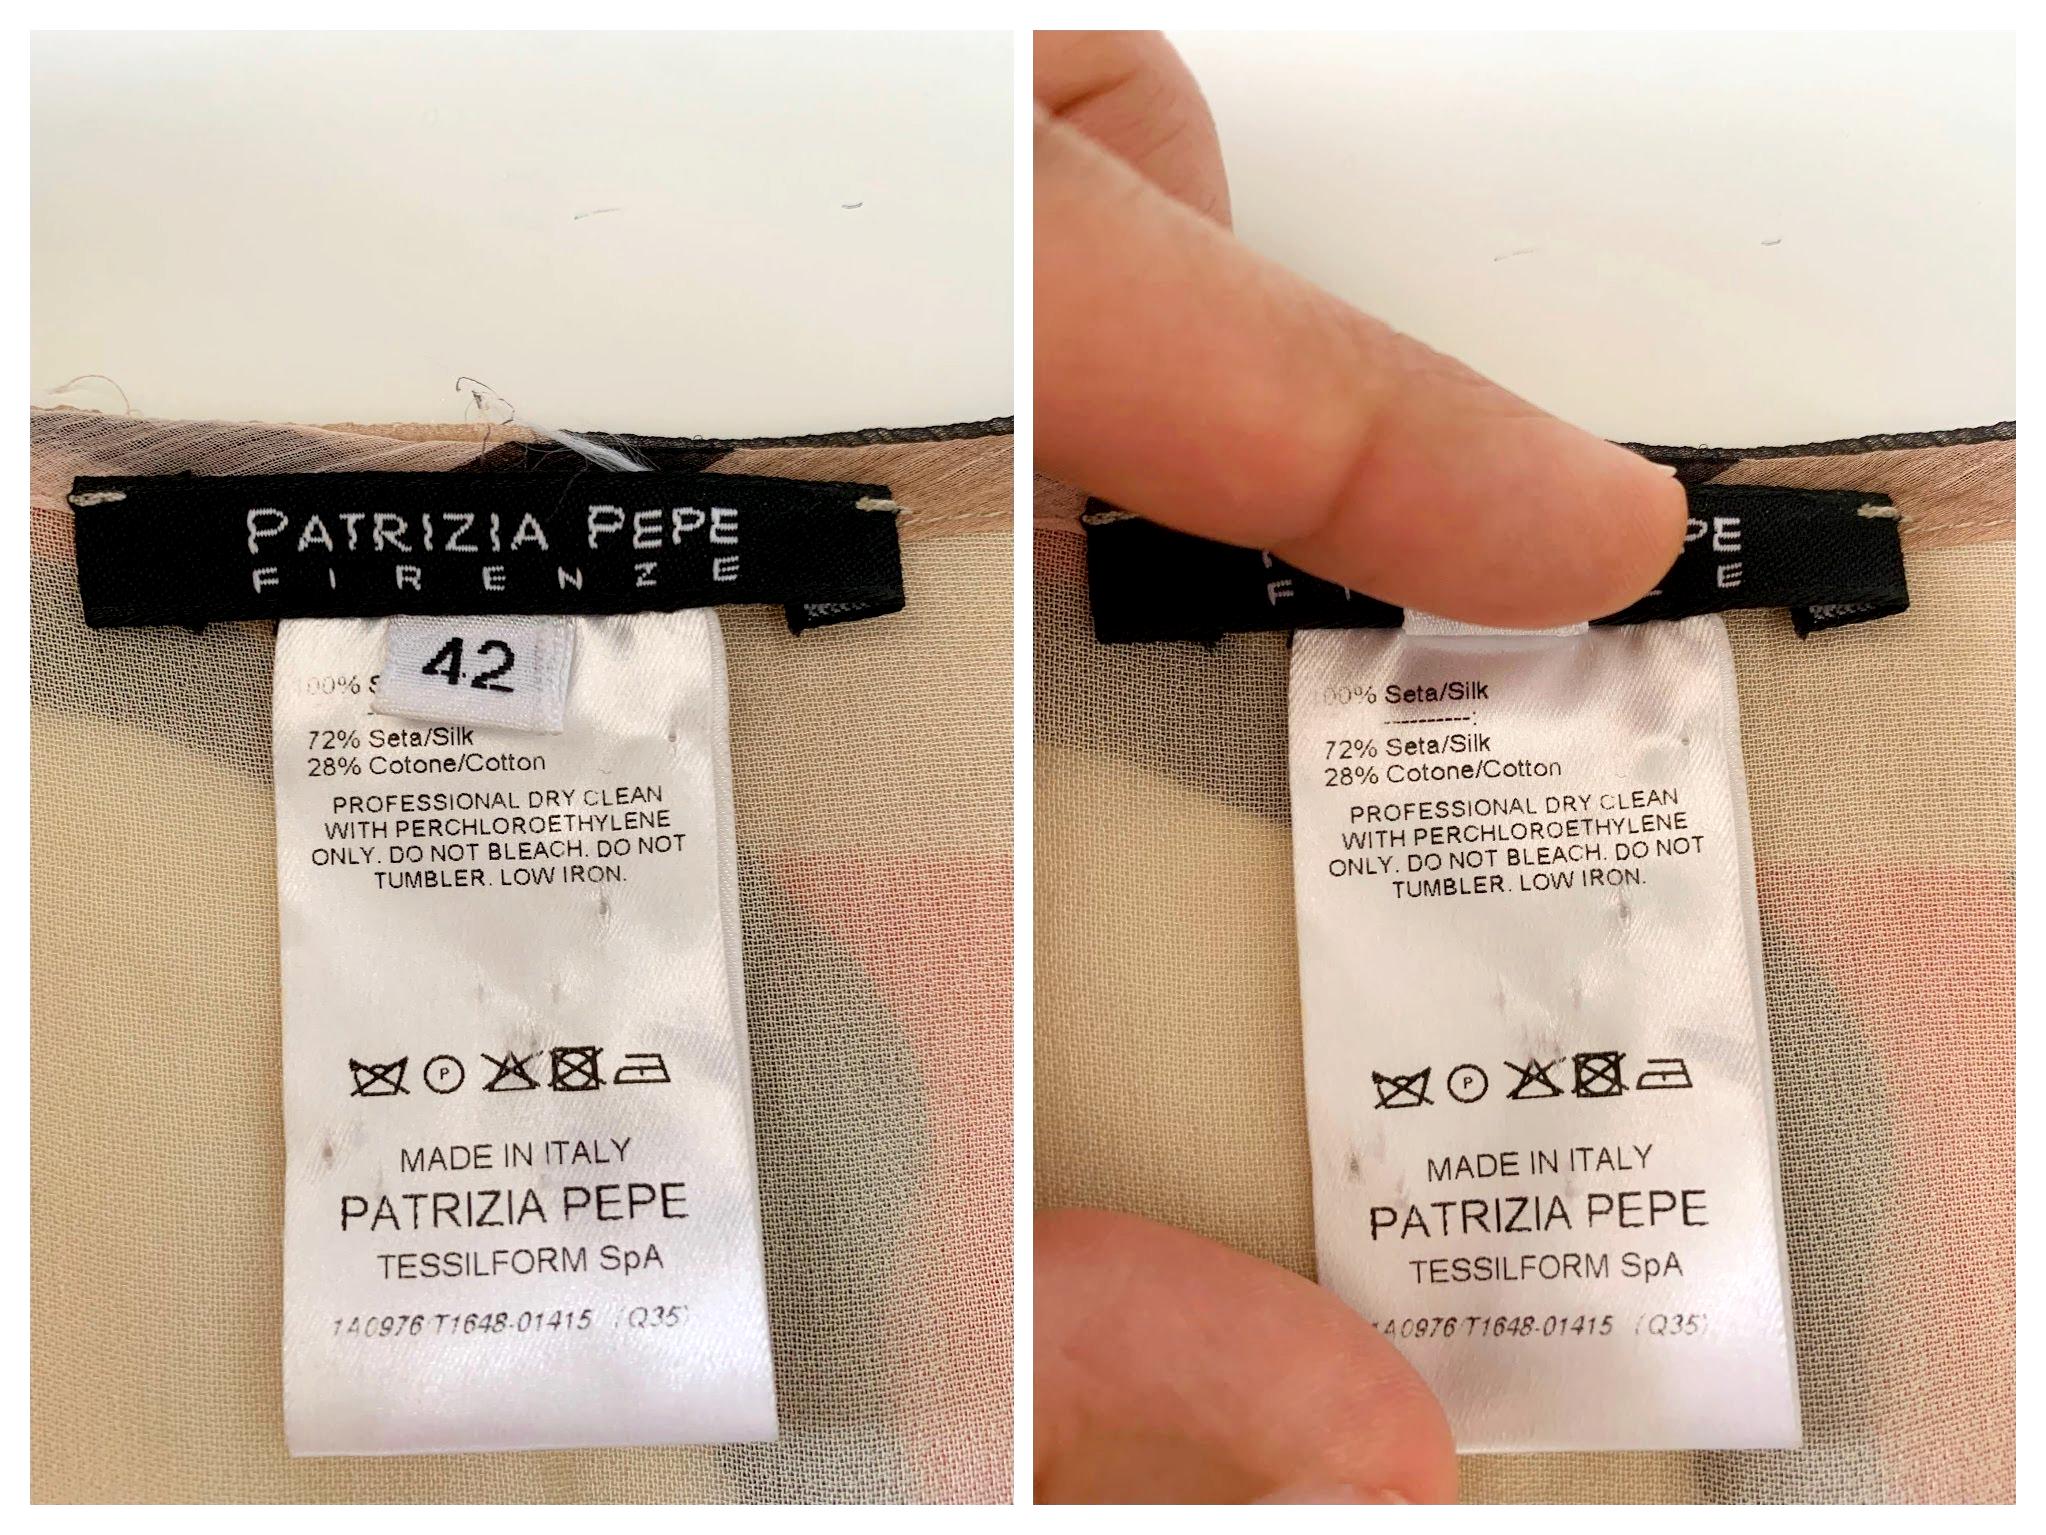 PATRIZIA PEPE
FIRENZE
42
100% S
72% Seta/Silk
28% Cotone/Cotton
PROFESSIONAL DRY CLEAN
WITH PERCHLOROETHYLENE
ONLY. DO NOT BLEACH. DO NOT
TUMBLER. LOW IRON.
P
MADE IN ITALY
PATRIZIA PEPE
TESSILFORM SpA
1A0976/T1648-01415 (Q35)
PE
E
00% Seta/Silk
----------:
72% Seta/Silk
28% Cotone/Cotton
PROFESSIONAL DRY CLEAN
WITH PERCHLOROETHYLENE
ONLY. DO NOT BLEACH. DO NOT
TUMBLER. LOW IRON.
P
MADE IN ITALY
PATRIZIA PEPE
TESSILFORM SpA
1A0976/T1648-01415 (Q35)